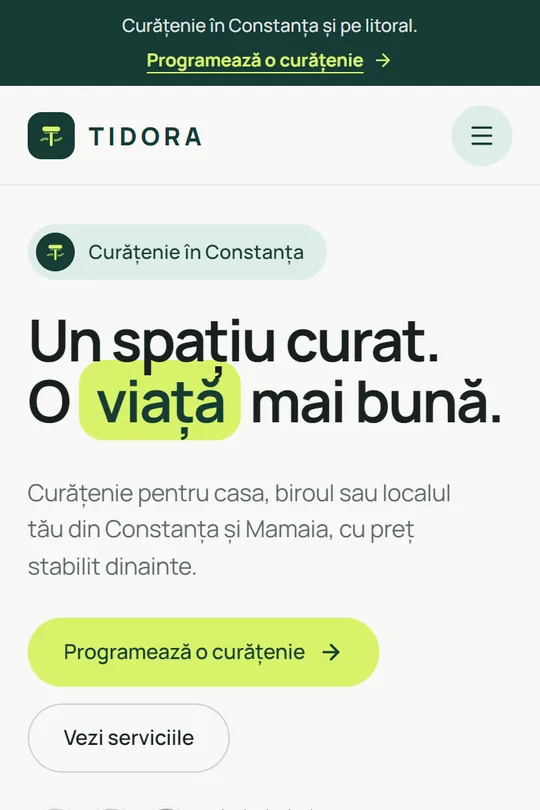 Curățenie în Constanța și pe litoral.
Programează o curățenie →
TIDORA
Curățenie în Constanța
Un spațiu curat.
O viață mai bună.
Curățenie pentru casa, biroul sau localul
tău din Constanța și Mamaia, cu preț
stabilit dinainte.
Programează o curățenie →
Vezi serviciile